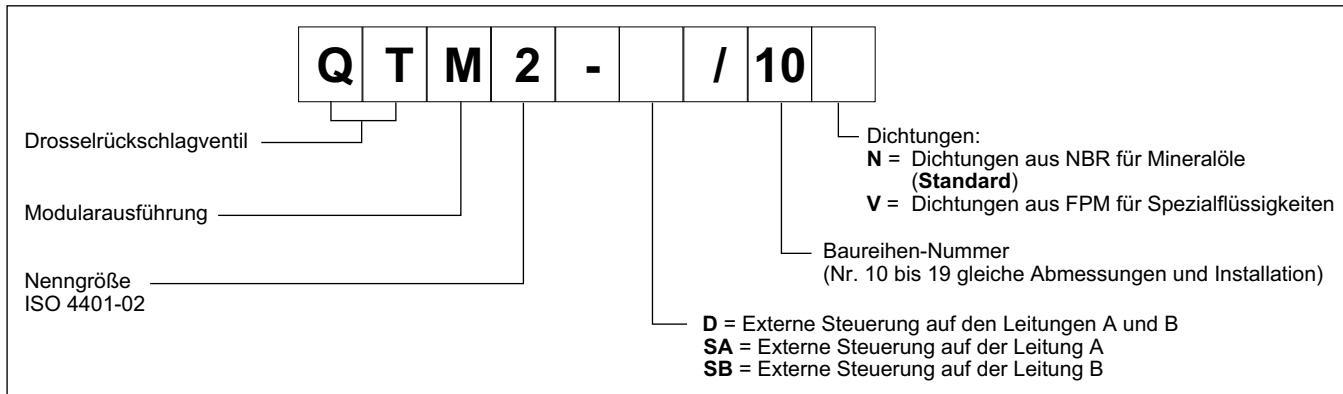 Q T M 2 - / 10
Drosselrückschlagventil
Modularausführung
Nenngröße
ISO 4401-02
Dichtungen:
N = Dichtungen aus NBR für Mineralöle
(Standard)
V = Dichtungen aus FPM für Spezialflüssigkeiten
Baureihen-Nummer
(Nr. 10 bis 19 gleiche Abmessungen und Installation)
D = Externe Steuerung auf den Leitungen A und B
SA = Externe Steuerung auf der Leitung A
SB = Externe Steuerung auf der Leitung B